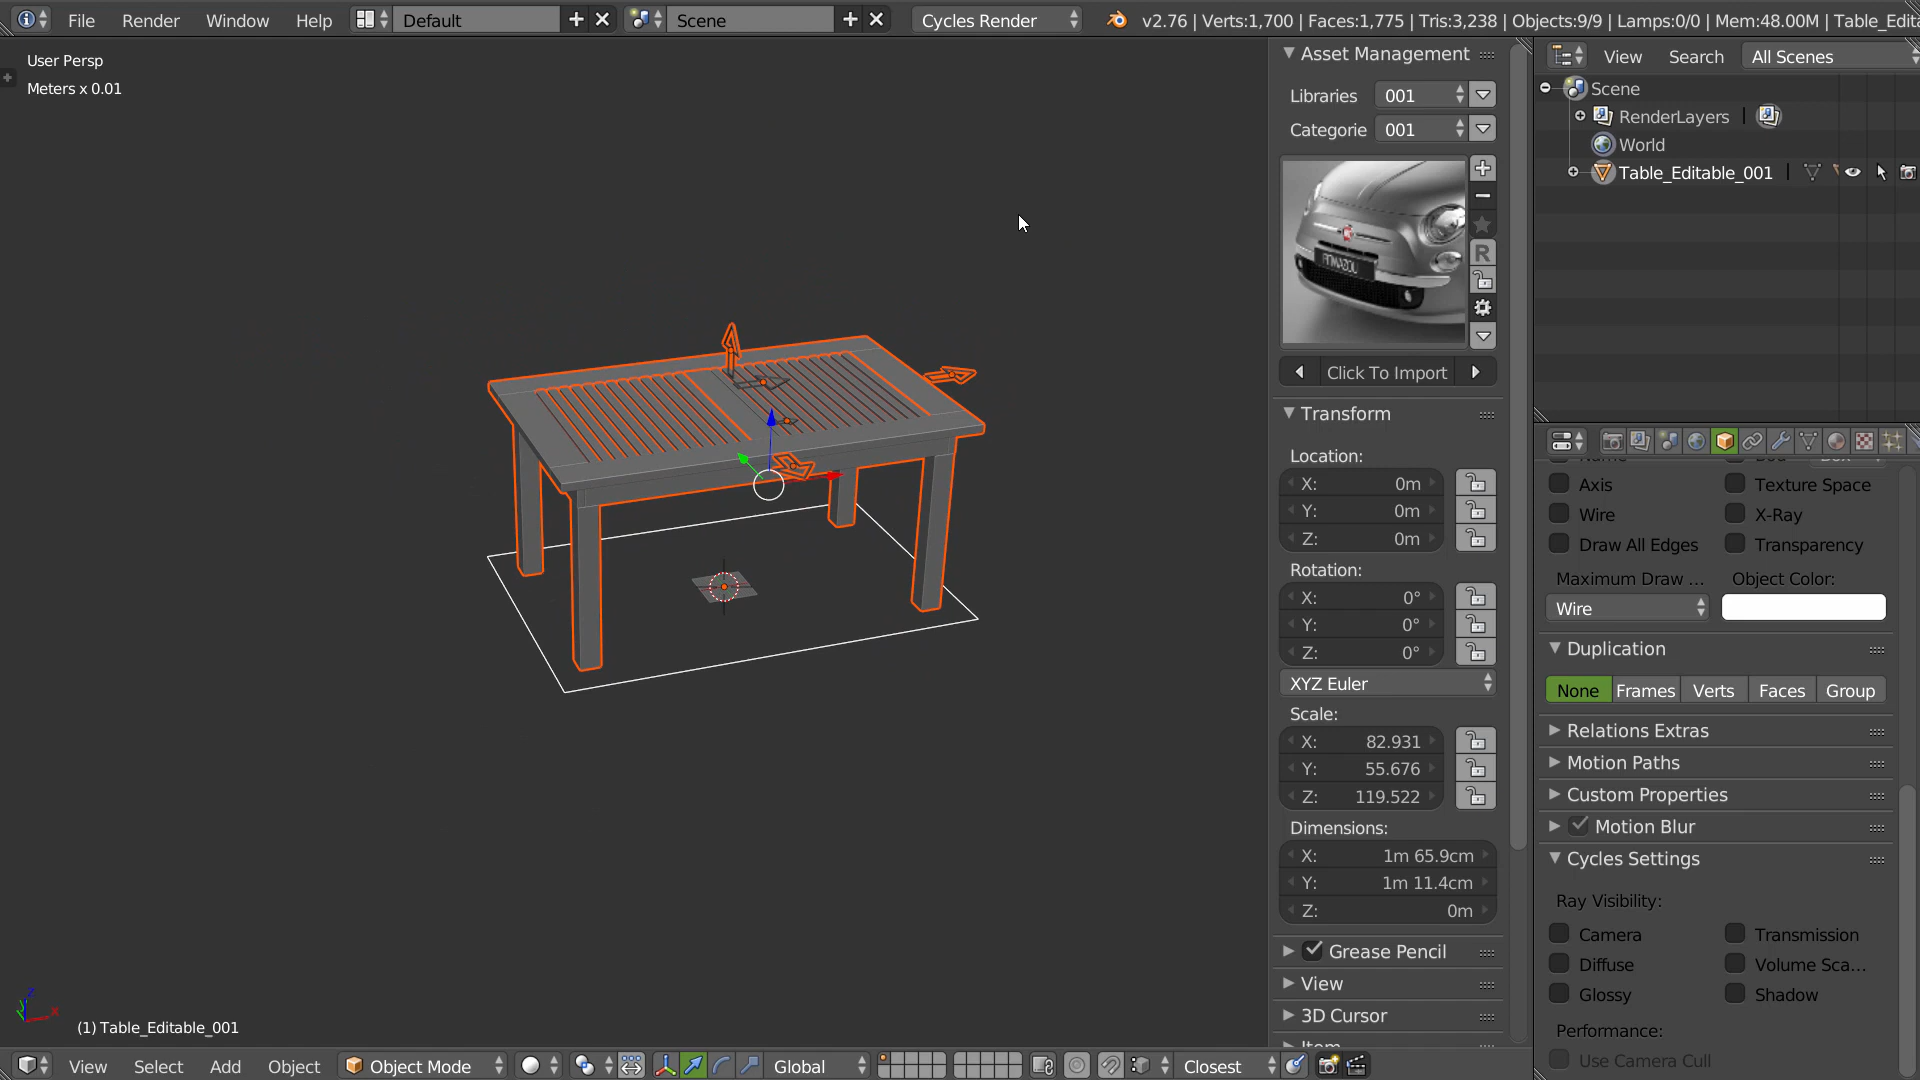 File Render Window Help Default Scene Cycles Render v2.76 | Verts:1,700 | Faces:1,775 | Tris:3,238 | Objects:9/9 | Lamps:0/0 | Mem:48.00M | Table_Edita
User Persp
Meters x 0.01
(1) Table_Editable_001
View Select Add Object Object Mode Global Closest
Asset Management
Libraries 001
Categorie 001
R
Click To Import
Transform
Location:
X: 0m
Y: 0m
Z: 0m
Rotation:
X: 0°
Y: 0°
Z: 0°
XYZ Euler
Scale:
X: 82.931
Y: 55.676
Z: 119.522
Dimensions:
X: 1m 65.9cm
Y: 1m 11.4cm
Z: 0m
Grease Pencil
View
3D Cursor
View Search All Scenes
Scene
RenderLayers
World
Table_Editable_001
Axis Texture Space
Wire X-Ray
Draw All Edges Transparency
Maximum Draw ... Object Color:
Wire
Duplication
None Frames Verts Faces Group
Relations Extras
Motion Paths
Custom Properties
Motion Blur
Cycles Settings
Ray Visibility:
Camera Transmission
Diffuse Volume Sca...
Glossy Shadow
Performance:
Use Camera Cull